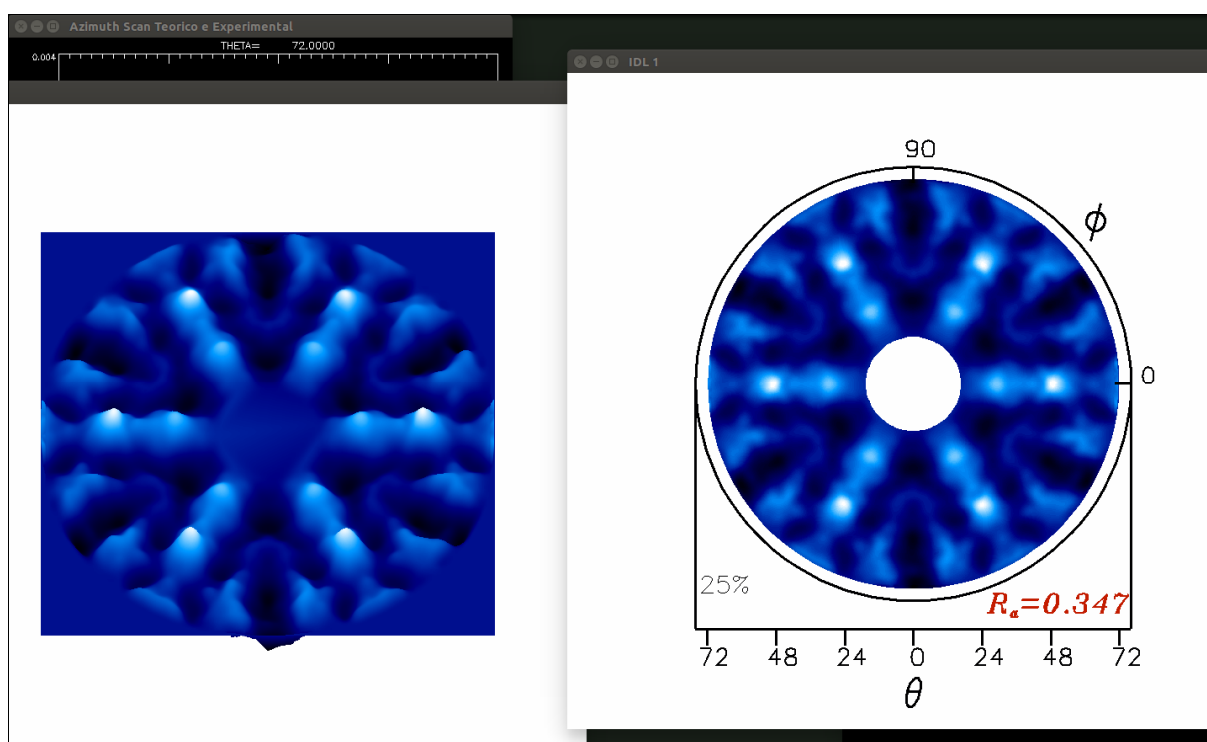 Azimuth Scan Teorico e Experimental
THETA= 72.0000
0.004
IDL 1
90
ϕ
0
25%
Rₐ=0.347
72 48 24 0 24 48 72
θ